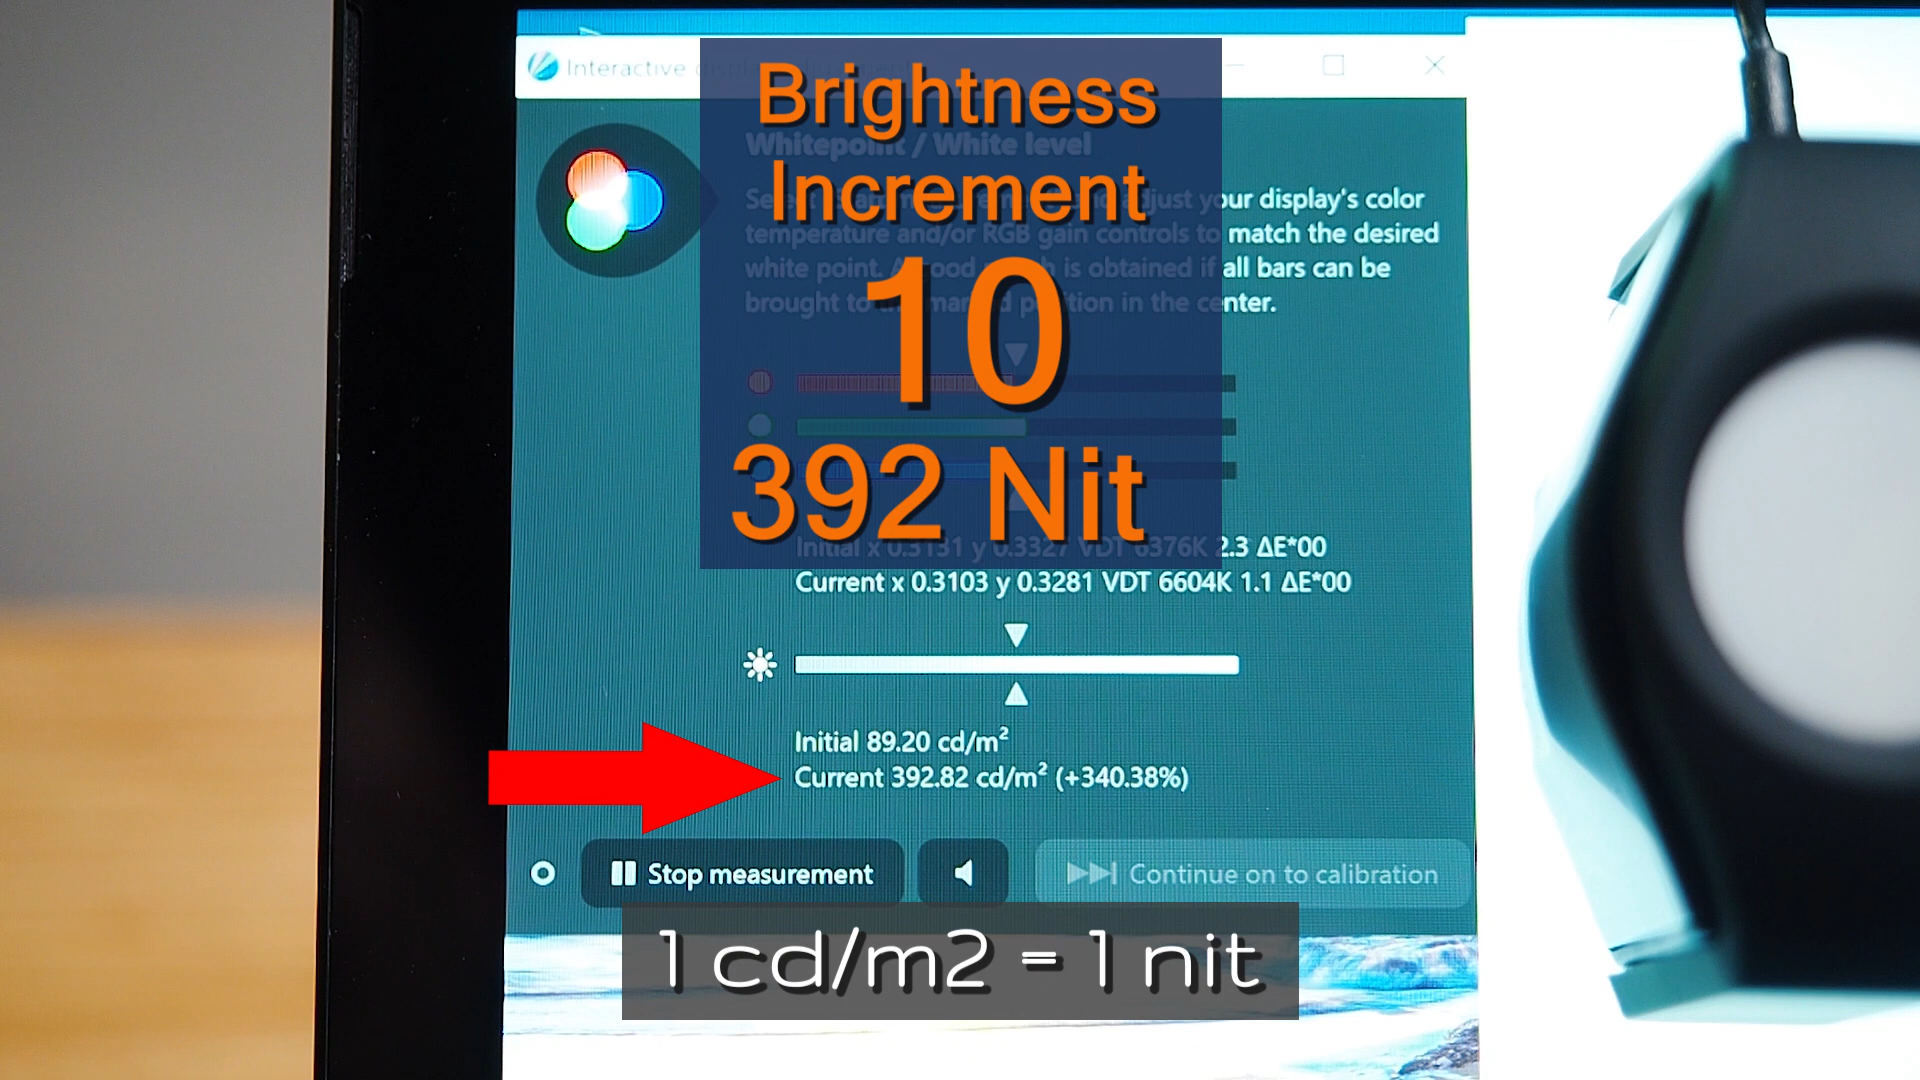 Interactive
Brightness
Increment
10
392 Nit
Whitepoint / White level
your display's color
temperature and/or RGB gain controls to match the desired
white point. A good is obtained if all bars can be
brought to the marked position in the center.
Initial x 0.3131 y 0.3327 VDT 6376K 2.3 ΔE*00
Current x 0.3103 y 0.3281 VDT 6604K 1.1 ΔE*00
Initial 89.20 cd/m²
Current 392.82 cd/m² (+340.38%)
Stop measurement
Continue on to calibration
1 cd/m2 = 1 nit